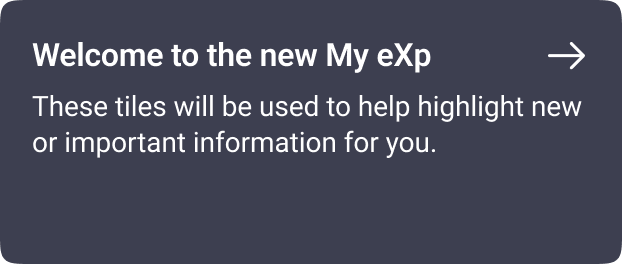 Welcome to the new My eXp
These tiles will be used to help highlight new
or important information for you.